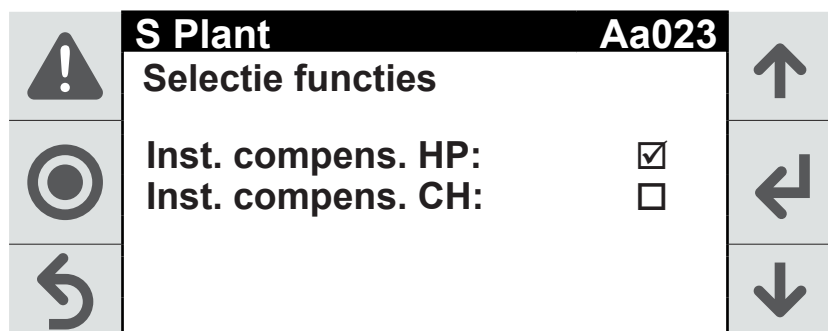 S Plant Aa023
Selectie functies
Inst. compens. HP: ☑
Inst. compens. CH: ☐